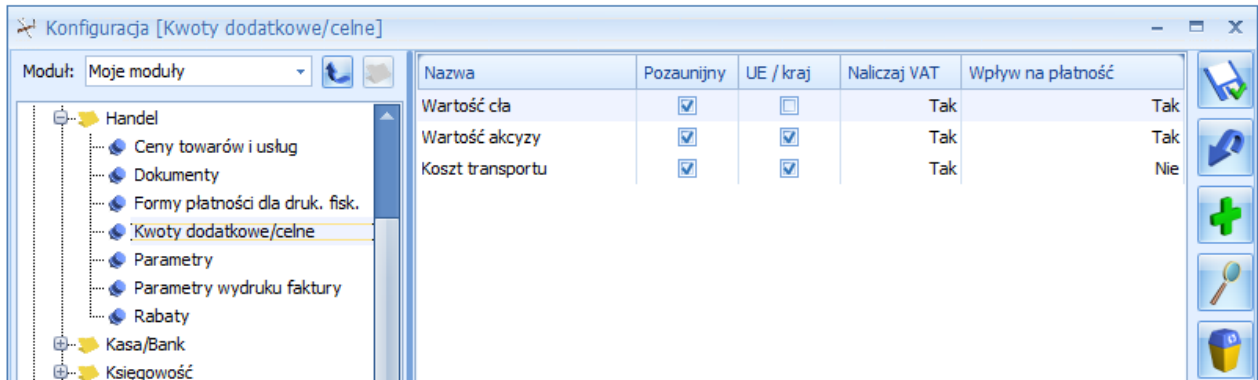 Konfiguracja [Kwoty dodatkowe/celne]
Moduł: Moje moduły
Handel
Ceny towarów i usług
Dokumenty
Formy płatności dla druk. fisk.
Kwoty dodatkowe/celne
Parametry
Parametry wydruku faktury
Rabaty
Kasa/Bank
Księgowość
Nazwa Pozaunijny UE / kraj Naliczaj VAT Wpływ na płatność
Wartość cła Tak Tak
Wartość akcyzy Tak Tak
Koszt transportu Tak Nie